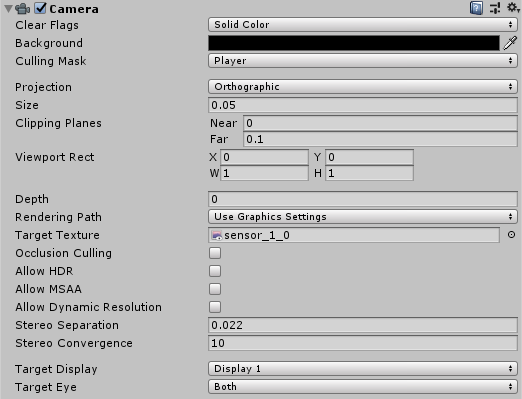 Camera
Clear Flags Solid Color
Background
Culling Mask Player
Projection Orthographic
Size 0.05
Clipping Planes Near 0
Far 0.1
Viewport Rect X 0 Y 0
W 1 H 1
Depth 0
Rendering Path Use Graphics Settings
Target Texture sensor_1_0
Occlusion Culling
Allow HDR
Allow MSAA
Allow Dynamic Resolution
Stereo Separation 0.022
Stereo Convergence 10
Target Display Display 1
Target Eye Both